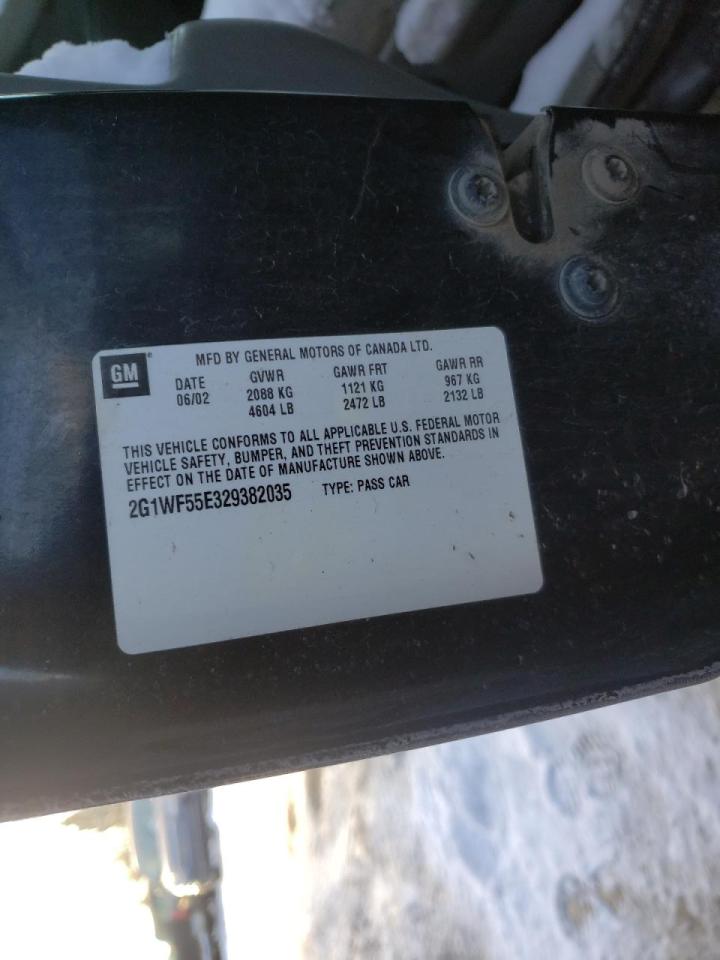 GM®
MFD BY GENERAL MOTORS OF CANADA LTD.
DATE GVWR GAWR FRT GAWR RR
06/02 2088 KG 1121 KG 967 KG
4604 LB 2472 LB 2132 LB
THIS VEHICLE CONFORMS TO ALL APPLICABLE U.S. FEDERAL MOTOR
VEHICLE SAFETY, BUMPER, AND THEFT PREVENTION STANDARDS IN
EFFECT ON THE DATE OF MANUFACTURE SHOWN ABOVE.
2G1WF55E329382035 TYPE: PASS CAR